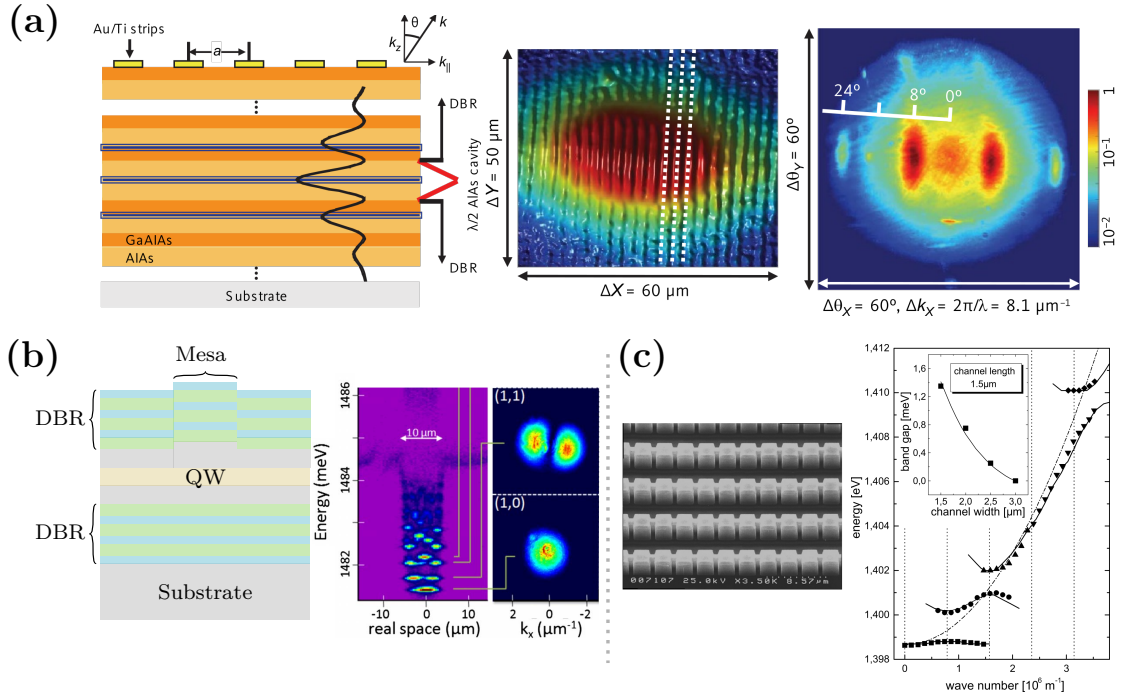 (a)
Au/Ti strips
a
θ
k
k_z
k_||
DBR
λ/2 AlAs cavity
DBR
GaAlAs
AlAs
Substrate
ΔY = 50 µm
ΔX = 60 µm
24° 8° 0°
Δθ_Y = 60°
Δθ_X = 60°, Δk_X = 2π/λ = 8.1 µm⁻¹
1
10⁻¹
10⁻²
(b)
Mesa
DBR
QW
DBR
Substrate
Energy (meV)
1486
1484
1482
10 µm
-10 0 10
real space (µm)
(1,1)
(1,0)
2 0 -2
k_x (µm⁻¹)
(c)
007107 25.0kV X3.50K 8.57µm
energy [eV]
1,412
1,410
1,408
1,406
1,404
1,402
1,400
1,398
0 1 2 3
wave number [10⁶ m⁻¹]
channel length
1.5µm
band gap [meV]
1,6
1,2
0,8
0,4
0,0
1.5 2.0 2.5 3.0
channel width [µm]